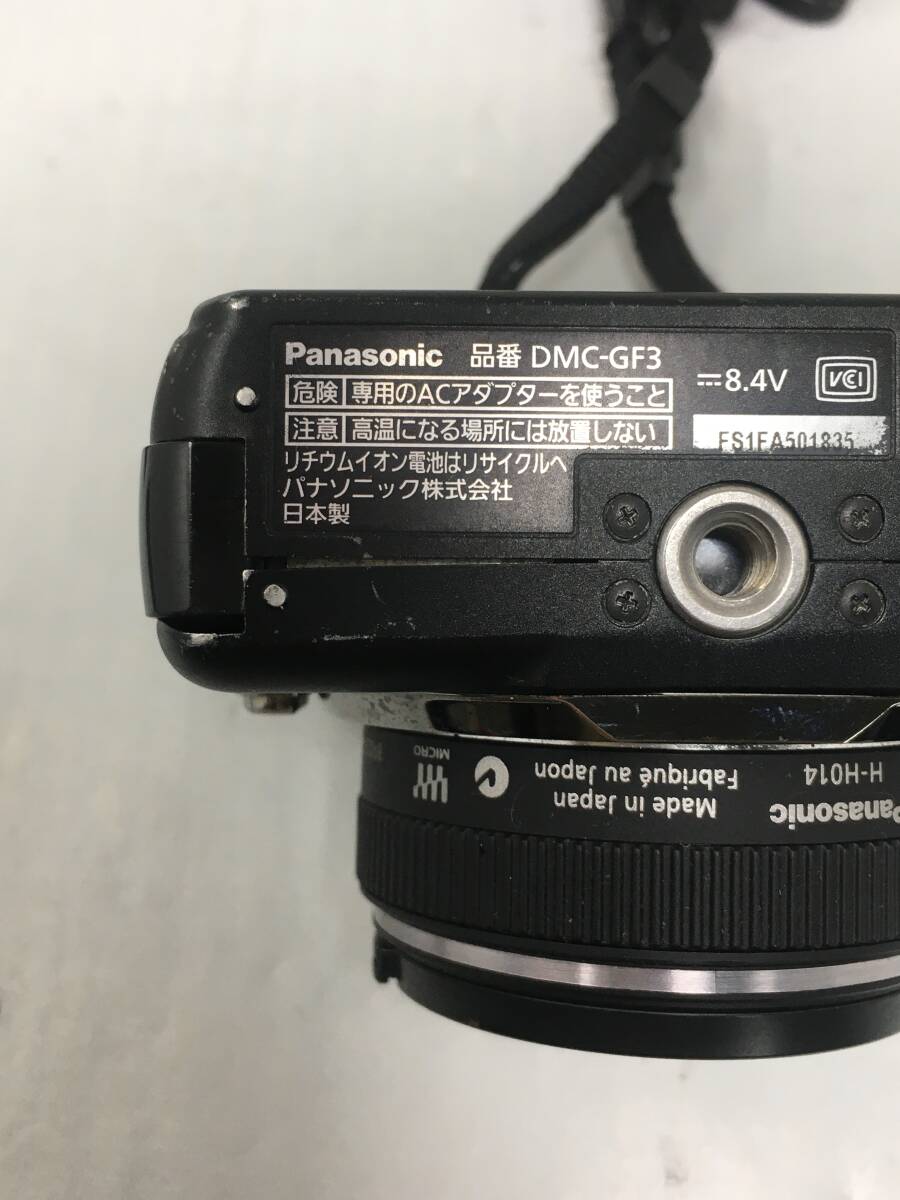 Panasonic 品番 DMC-GF3
危険 専用のACアダプターを使うこと
注意 高温になる場所には放置しない
リチウムイオン電池はリサイクルへ
パナソニック株式会社
日本製
8.4V
VCCI
FS1FA501835
Panasonic H-H014
Made in Japan
Fabriqué au Japon
MICRO